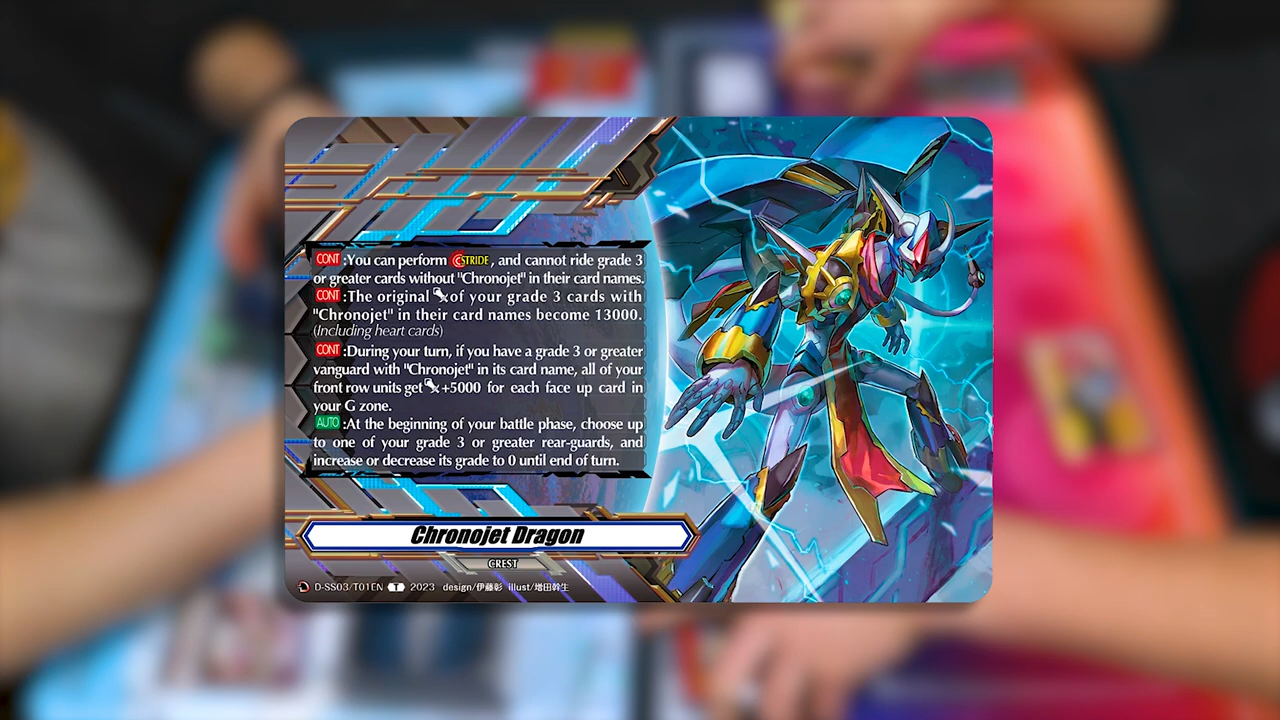 CONT:You can perform STRIDE, and cannot ride grade 3
or greater cards without "Chronojet" in their card names.
CONT:The original of your grade 3 cards with
"Chronojet" in their card names become 13000.
(Including heart cards)
CONT:During your turn, if you have a grade 3 or greater
vanguard with "Chronojet" in its card name, all of your
front row units get +5000 for each face up card in
your G zone.
AUTO:At the beginning of your battle phase, choose up
to one of your grade 3 or greater rear-guards, and
increase or decrease its grade to 0 until end of turn.
Chronojet Dragon
CREST
D-SS03/T01EN T 2023 design/伊藤彰 illust/増田幹生